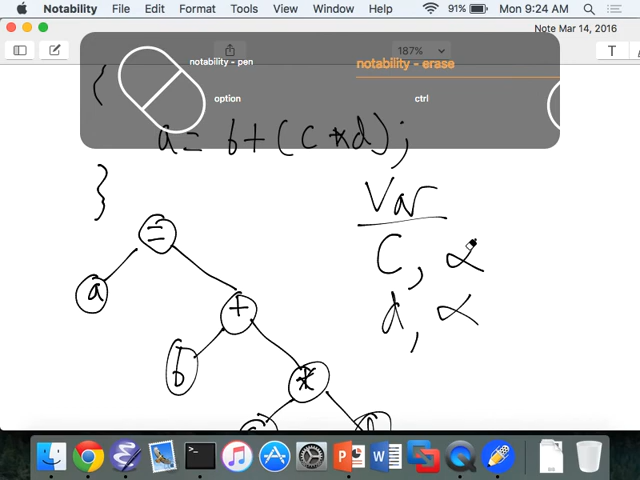 Notability File Edit Format Tools View Window Help 91% Mon 9:24 AM
Note Mar 14, 2016
187%
T
notability - pen
notability - erase
option
ctrl
{
a = b + (c * d);
}
Var
=
C, α
a
+
d, α
b
*